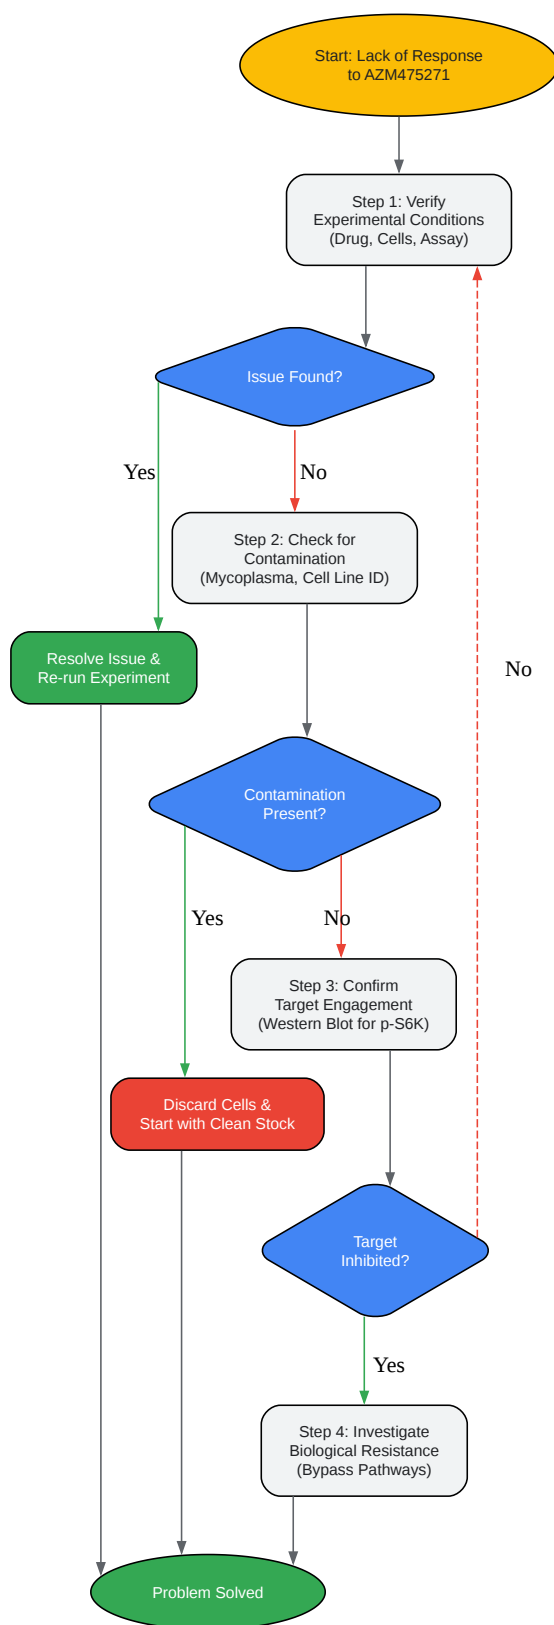 Start: Lack of Response
to AZM475271
Step 1: Verify
Experimental Conditions
(Drug, Cells, Assay)
Issue Found?
Yes
No
Step 2: Check for
Contamination
(Mycoplasma, Cell Line ID)
Resolve Issue &
Re-run Experiment
No
Contamination
Present?
Yes
No
Step 3: Confirm
Target Engagement
(Western Blot for p-S6K)
Discard Cells &
Start with Clean Stock
Target
Inhibited?
Yes
Step 4: Investigate
Biological Resistance
(Bypass Pathways)
Problem Solved